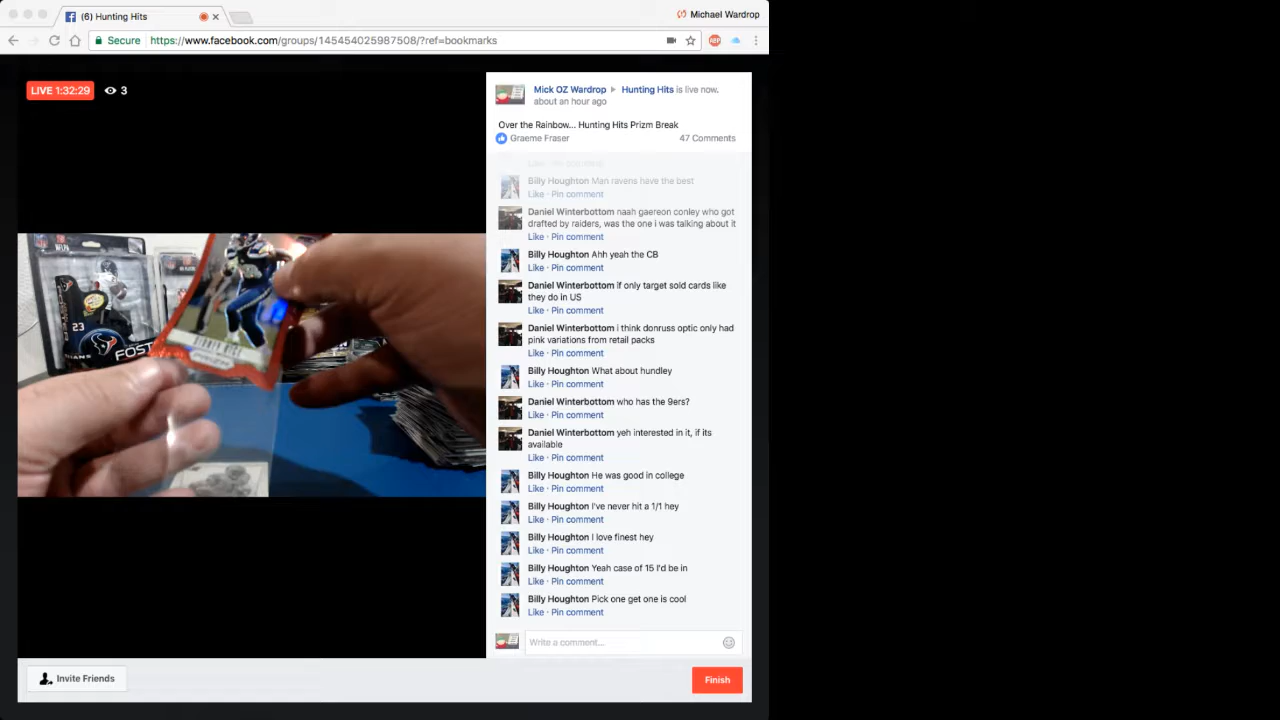 (6) Hunting Hits
Michael Wardrop
Secure
https://www.facebook.com/groups/145454025987508/?ref=bookmarks
ABP
LIVE 1:32:29
3
Mick OZ Wardrop Hunting Hits is live now.
about an hour ago
Over the Rainbow... Hunting Hits Prizm Break
Graeme Fraser
47 Comments
Like · Pin comment
Billy Houghton Man ravens have the best
Like · Pin comment
Daniel Winterbottom naah gaereon conley who got
drafted by raiders, was the one i was talking about it
Like · Pin comment
Billy Houghton Ahh yeah the CB
Like · Pin comment
Daniel Winterbottom if only target sold cards like
they do in US
Like · Pin comment
Daniel Winterbottom i think donruss optic only had
pink variations from retail packs
Like · Pin comment
Billy Houghton What about hundley
Like · Pin comment
Daniel Winterbottom who has the 9ers?
Like · Pin comment
Daniel Winterbottom yeh interested in it, if its
available
Like · Pin comment
Billy Houghton He was good in college
Like · Pin comment
Billy Houghton I've never hit a 1/1 hey
Like · Pin comment
Billy Houghton I love finest hey
Like · Pin comment
Billy Houghton Yeah case of 15 I'd be in
Like · Pin comment
Billy Houghton Pick one get one is cool
Like · Pin comment
Write a comment...
Invite Friends
Finish
23
FOST